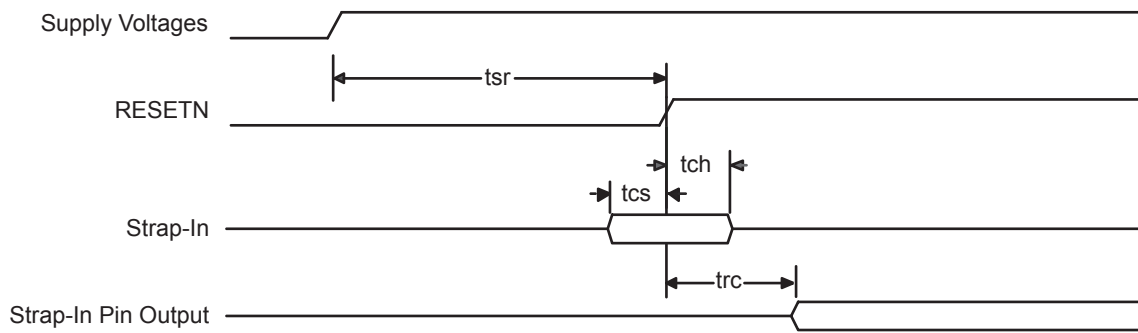 Supply Voltages
tsr
RESETN
tch
tcs
Strap-In
trc
Strap-In Pin Output